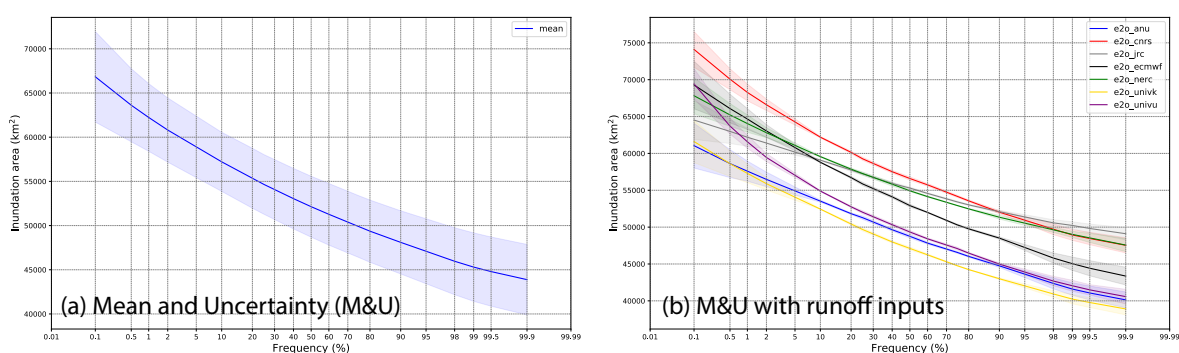 mean
70000
65000
60000
55000
50000
45000
40000
Inundation area (km²)
(a) Mean and Uncertainty (M&U)
0.01 0.1 0.5 1 2 5 10 20 30 40 50 60 70 80 90 95 98 99 99.5 99.9 99.99
Frequency (%)
e2o_anu
e2o_cnrs
e2o_jrc
e2o_ecmwf
e2o_nerc
e2o_univk
e2o_univu
75000
70000
65000
60000
55000
50000
45000
40000
Inundation area (km²)
(b) M&U with runoff inputs
0.01 0.1 0.5 1 2 5 10 20 30 40 50 60 70 80 90 95 98 99 99.5 99.9 99.99
Frequency (%)